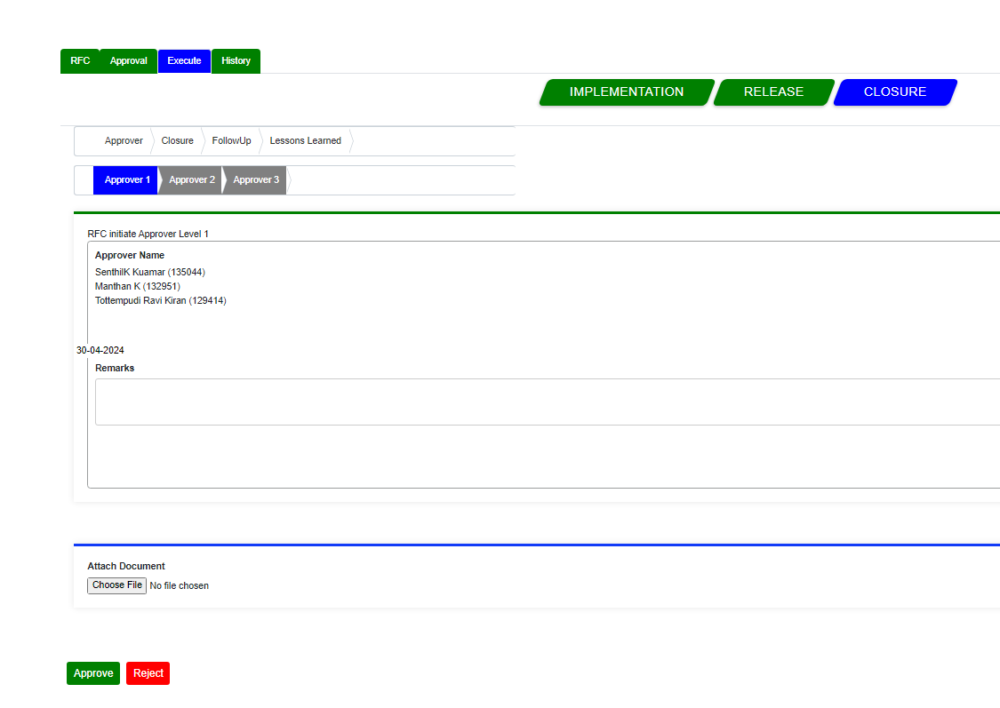 RFC Approval Execute History
IMPLEMENTATION RELEASE CLOSURE
Approver Closure FollowUp Lessons Learned
Approver 1 Approver 2 Approver 3
RFC initiate Approver Level 1
Approver Name
SenthilK Kuamar (135044)
Manthan K (132951)
Tottempudi Ravi Kiran (129414)
30-04-2024
Remarks
Attach Document
Choose File No file chosen
Approve Reject